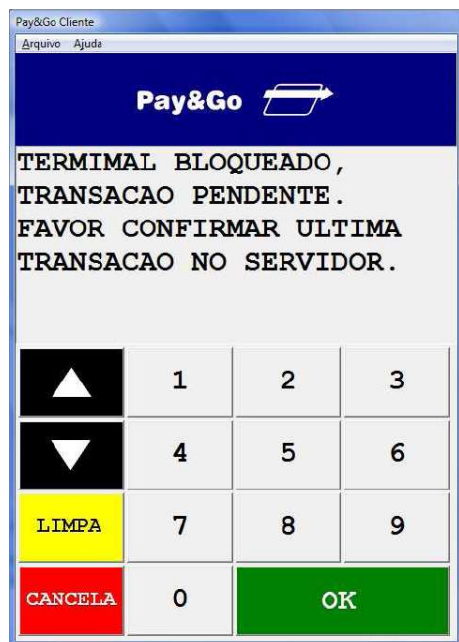 Pay&Go Cliente
Arquivo Ajuda
Pay&Go
TERMIMAL BLOQUEADO,
TRANSACAO PENDENTE.
FAVOR CONFIRMAR ULTIMA
TRANSACAO NO SERVIDOR.
1 2 3
4 5 6
LIMPA 7 8 9
CANCELA 0 OK